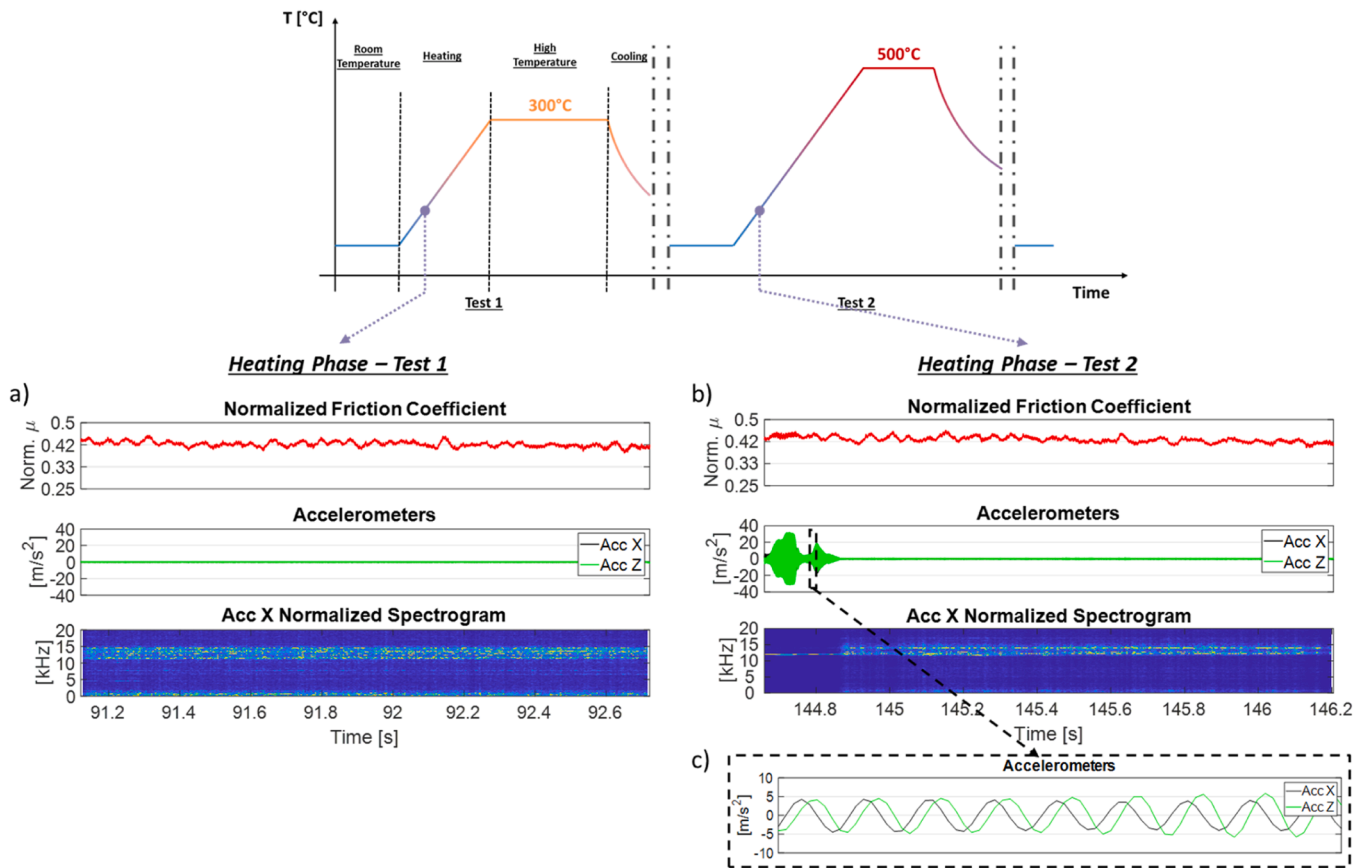 T [°C]
Room
Temperature
Heating
High
Temperature
Cooling
300°C
500°C
Time
Test 1
Test 2
Heating Phase – Test 1
a)
Normalized Friction Coefficient
Norm. μ
0.5
0.42
0.33
0.25
Accelerometers
[m/s²]
40
20
0
-20
-40
Acc X
Acc Z
Acc X Normalized Spectrogram
[kHz]
20
15
10
5
0
91.2 91.4 91.6 91.8 92 92.2 92.4 92.6
Time [s]
Heating Phase – Test 2
b)
Normalized Friction Coefficient
Norm. μ
0.5
0.42
0.33
0.25
Accelerometers
[m/s²]
40
20
0
-20
-40
Acc X
Acc Z
Acc X Normalized Spectrogram
[kHz]
20
15
10
5
0
144.8 145 145.2 145.4 145.6 145.8 146 146.2
Time [s]
c)
Accelerometers
[m/s²]
10
5
0
-5
-10
Acc X
Acc Z